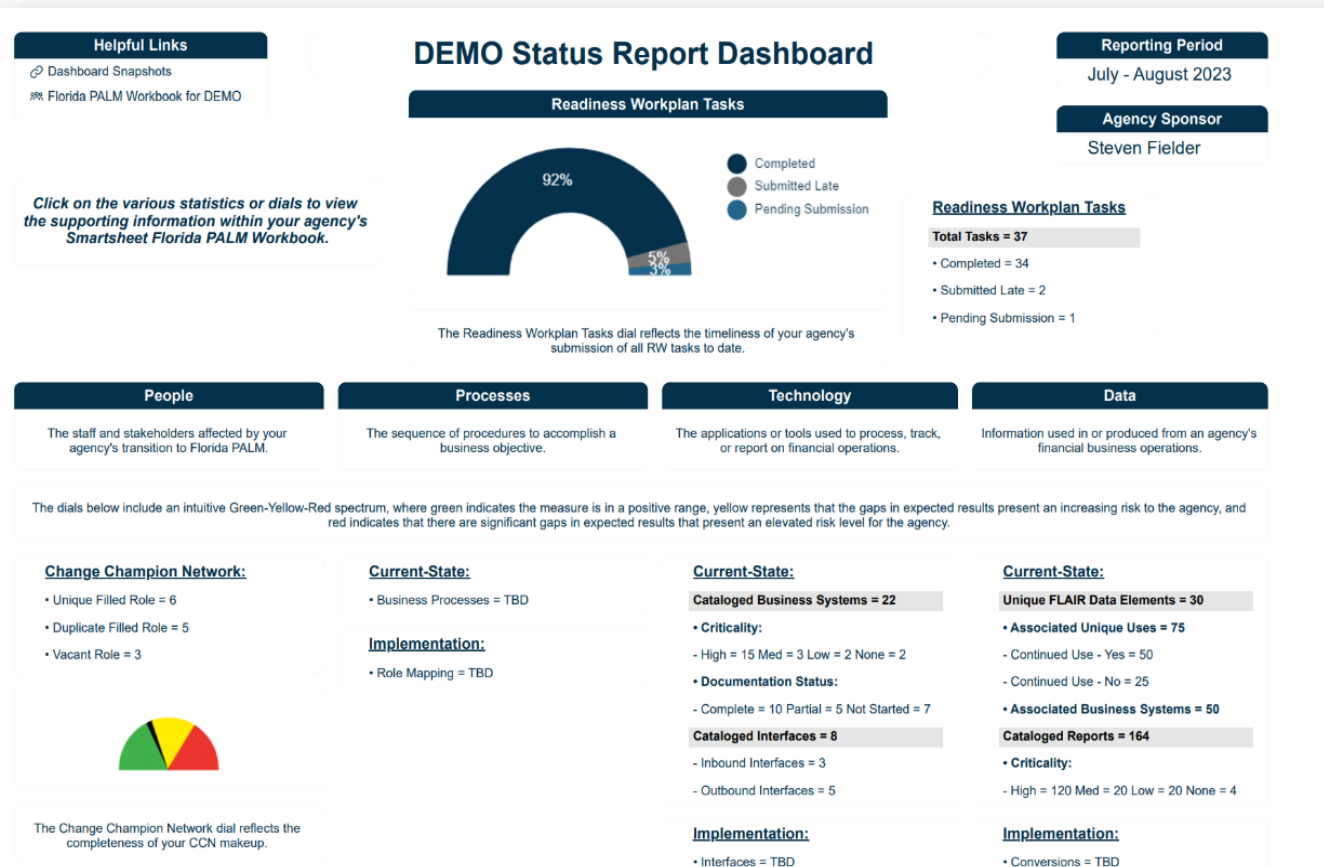 Helpful Links
Dashboard Snapshots
Florida PALM Workbook for DEMO
DEMO Status Report Dashboard
Reporting Period
July - August 2023
Agency Sponsor
Steven Fielder
Click on the various statistics or dials to view
the supporting information within your agency's
Smartsheet Florida PALM Workbook.
Readiness Workplan Tasks
92%
5%
3%
Completed
Submitted Late
Pending Submission
The Readiness Workplan Tasks dial reflects the timeliness of your agency's
submission of all RW tasks to date.
Readiness Workplan Tasks
Total Tasks = 37
• Completed = 34
• Submitted Late = 2
• Pending Submission = 1
People
The staff and stakeholders affected by your
agency's transition to Florida PALM.
Processes
The sequence of procedures to accomplish a
business objective.
Technology
The applications or tools used to process, track,
or report on financial operations.
Data
Information used in or produced from an agency's
financial business operations.
The dials below include an intuitive Green-Yellow-Red spectrum, where green indicates the measure is in a positive range, yellow represents that the gaps in expected results present an increasing risk to the agency, and
red indicates that there are significant gaps in expected results that present an elevated risk level for the agency.
Change Champion Network:
• Unique Filled Role = 6
• Duplicate Filled Role = 5
• Vacant Role = 3
The Change Champion Network dial reflects the
completeness of your CCN makeup.
Current-State:
• Business Processes = TBD
Implementation:
• Role Mapping = TBD
Current-State:
Cataloged Business Systems = 22
• Criticality:
- High = 15 Med = 3 Low = 2 None = 2
• Documentation Status:
- Complete = 10 Partial = 5 Not Started = 7
Cataloged Interfaces = 8
- Inbound Interfaces = 3
- Outbound Interfaces = 5
Implementation:
• Interfaces = TBD
Current-State:
Unique FLAIR Data Elements = 30
• Associated Unique Uses = 75
- Continued Use - Yes = 50
- Continued Use - No = 25
• Associated Business Systems = 50
Cataloged Reports = 164
• Criticality:
- High = 120 Med = 20 Low = 20 None = 4
Implementation:
• Conversions = TBD